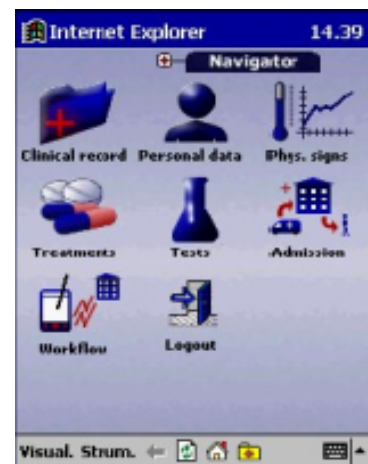 Internet Explorer 14.39
Navigator
Clinical record Personal data Phys. signs
Treatments Tests Admission
Workflow Logout
Visual. Strum.